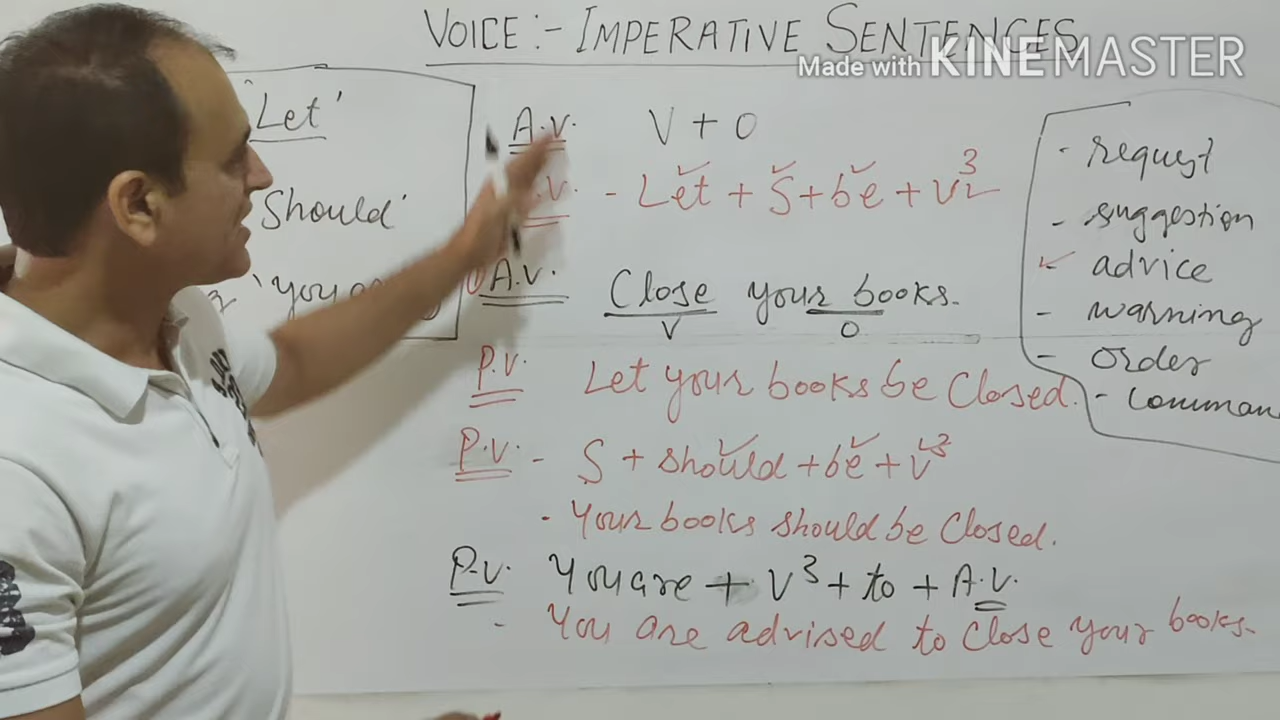 VOICE :- IMPERATIVE SENTENCES
Made with KINEMASTER
'Let'
'Should'
'you are
A.V. V + O
.V. - Let + S + be + V3
A.V. Close your books.
V O
P.V. Let your books be Closed.
P.V. - S + should + be + V3
- Your books should be Closed.
P.V. You are + V3 + to + A.V.
- You are advised to Close your books.
- request
- suggestion
✓ advice
- warning
- order
- comman